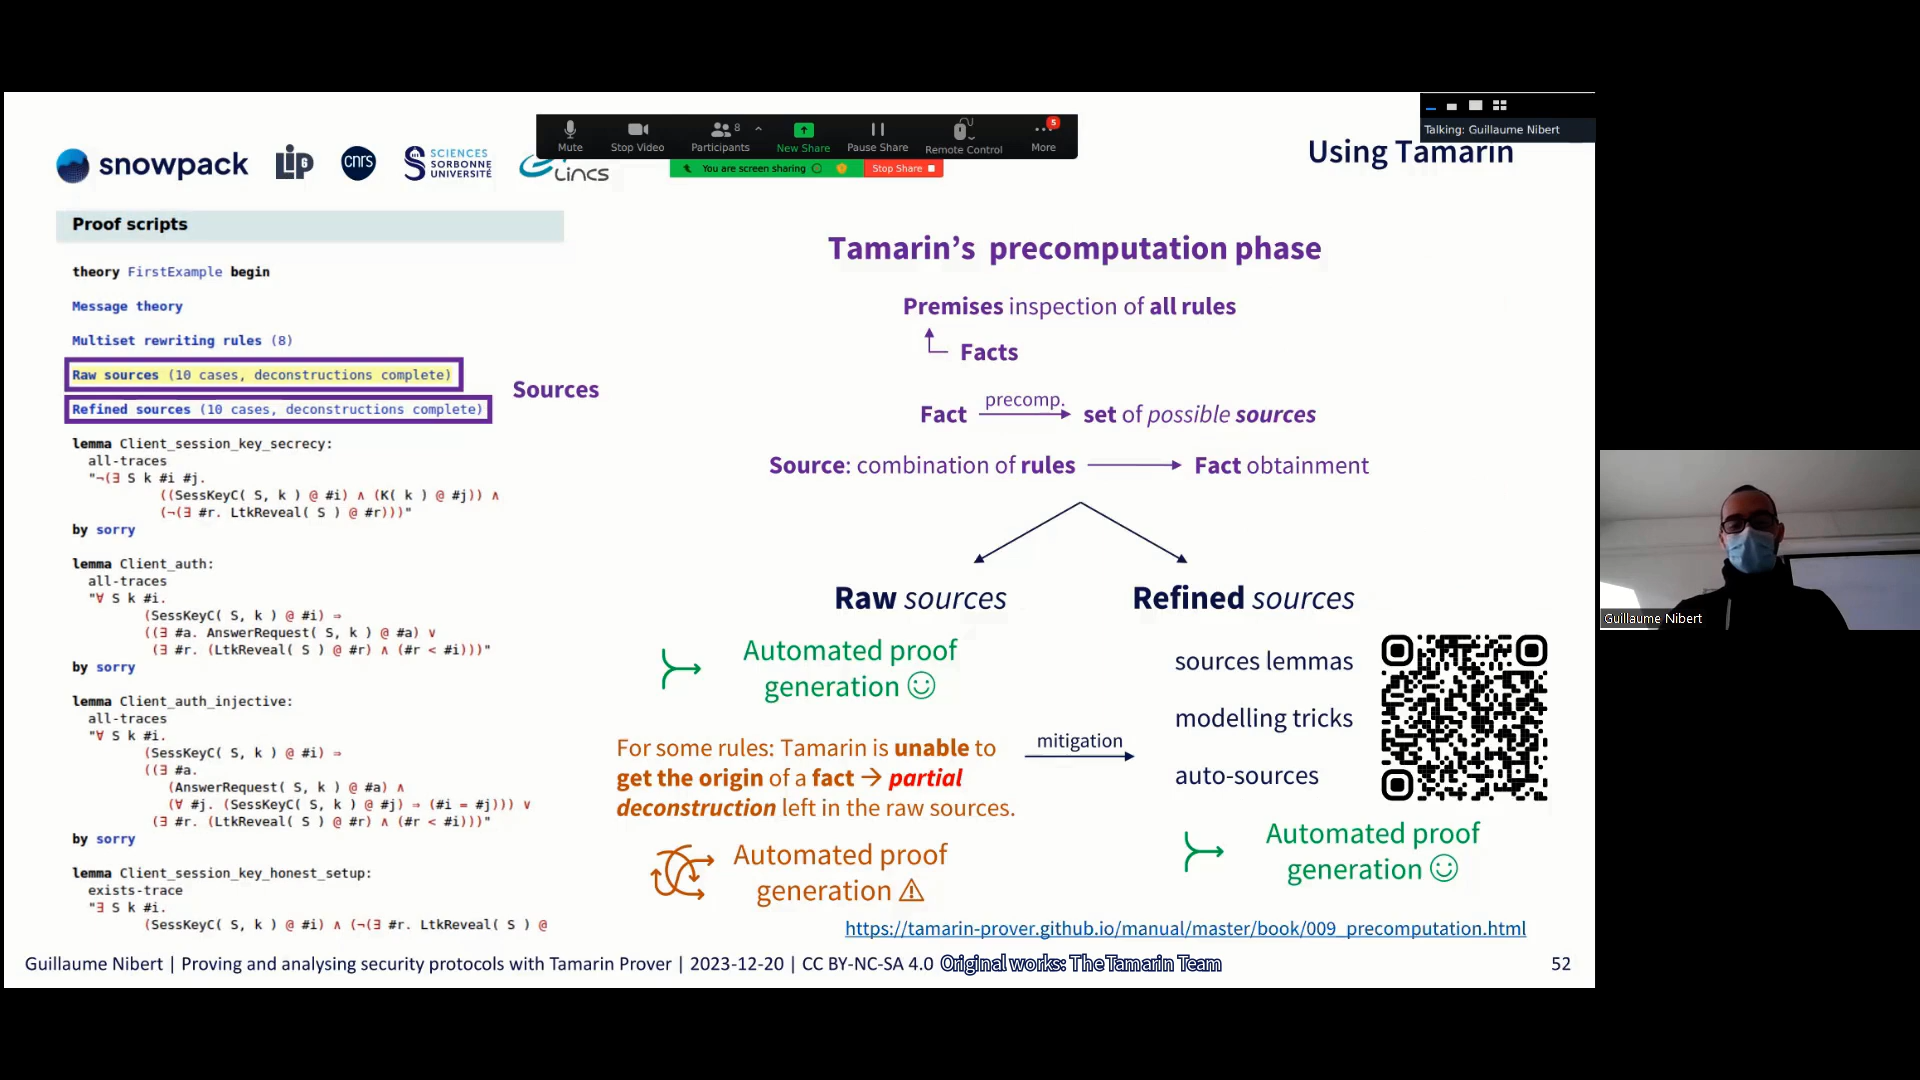 Mute
Stop Video
Participants
8
New Share
Pause Share
Remote Control
More
5
You are screen sharing
Stop Share
Talking: Guillaume Nibert
snowpack
LIP6
cnrs
SCIENCES
SORBONNE
UNIVERSITÉ
Lincs
Using Tamarin
Proof scripts
theory FirstExample begin
Message theory
Multiset rewriting rules (8)
Raw sources (10 cases, deconstructions complete)
Refined sources (10 cases, deconstructions complete)
Sources
lemma Client_session_key_secrecy:
all-traces
"¬(∃ S k #i #j.
((SessKeyC( S, k ) @ #i) ∧ (K( k ) @ #j)) ∧
(¬(∃ #r. LtkReveal( S ) @ #r)))"
by sorry
lemma Client_auth:
all-traces
"∀ S k #i.
(SessKeyC( S, k ) @ #i) ⇒
((∃ #a. AnswerRequest( S, k ) @ #a) ∨
(∃ #r. (LtkReveal( S ) @ #r) ∧ (#r < #i)))"
by sorry
lemma Client_auth_injective:
all-traces
"∀ S k #i.
(SessKeyC( S, k ) @ #i) ⇒
((∃ #a.
(AnswerRequest( S, k ) @ #a) ∧
(∀ #j. (SessKeyC( S, k ) @ #j) ⇒ (#i = #j))) ∨
(∃ #r. (LtkReveal( S ) @ #r) ∧ (#r < #i)))"
by sorry
lemma Client_session_key_honest_setup:
exists-trace
"∃ S k #i.
(SessKeyC( S, k ) @ #i) ∧ (¬(∃ #r. LtkReveal( S ) @
Tamarin’s precomputation phase
Premises inspection of all rules
Facts
Fact precomp. set of possible sources
Source: combination of rules Fact obtainment
Raw sources
Refined sources
Automated proof
generation ☺
For some rules: Tamarin is unable to
get the origin of a fact → partial
deconstruction left in the raw sources.
mitigation
Automated proof
generation ⚠
sources lemmas
modelling tricks
auto-sources
Automated proof
generation ☺
https://tamarin-prover.github.io/manual/master/book/009_precomputation.html
Guillaume Nibert | Proving and analysing security protocols with Tamarin Prover | 2023-12-20 | CC BY-NC-SA 4.0 Original works: The Tamarin Team
52
Guillaume Nibert